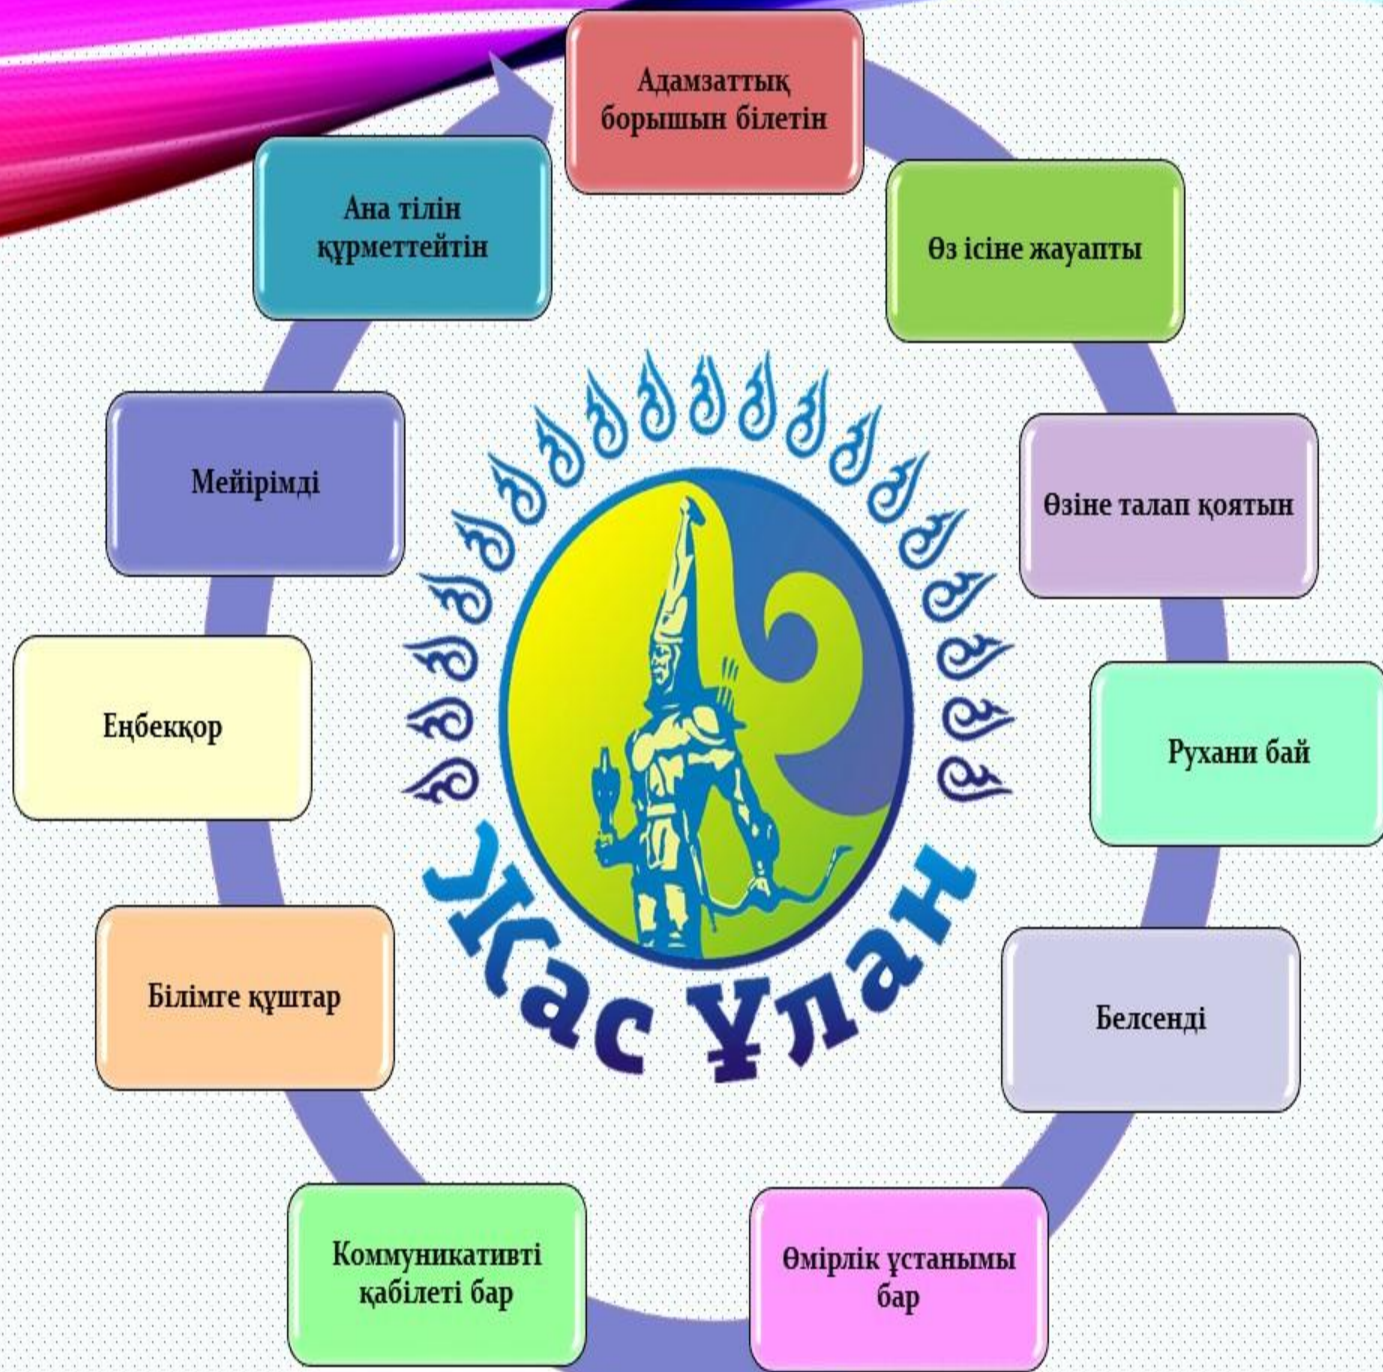 Адамзаттық
борышын білетін
Өз ісіне жауапты
Өзіне талап қоятын
Рухани бай
Белсенді
Өмірлік ұстанымы
бар
Коммуникативті
қабілеті бар
Білімге құштар
Еңбекқор
Мейірімді
Ана тілін
құрметтейтін
Жас Ұлан